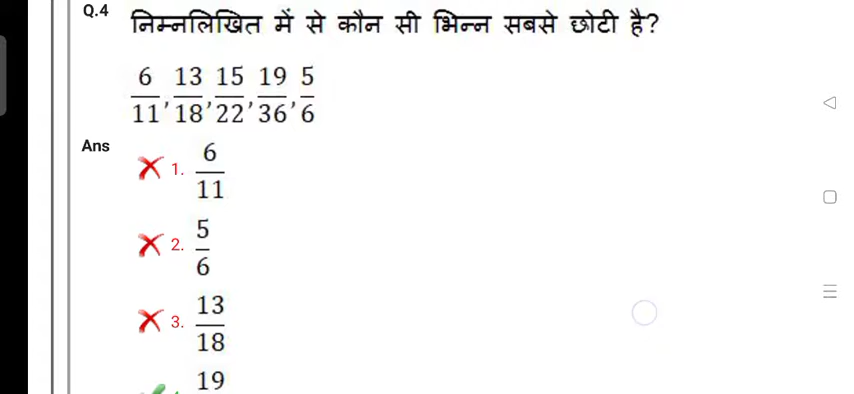 Q.4 निम्नलिखित में से कौन सी भिन्न सबसे छोटी है?
6/11, 13/18, 15/22, 19/36, 5/6
Ans
1. 6/11
2. 5/6
3. 13/18
19